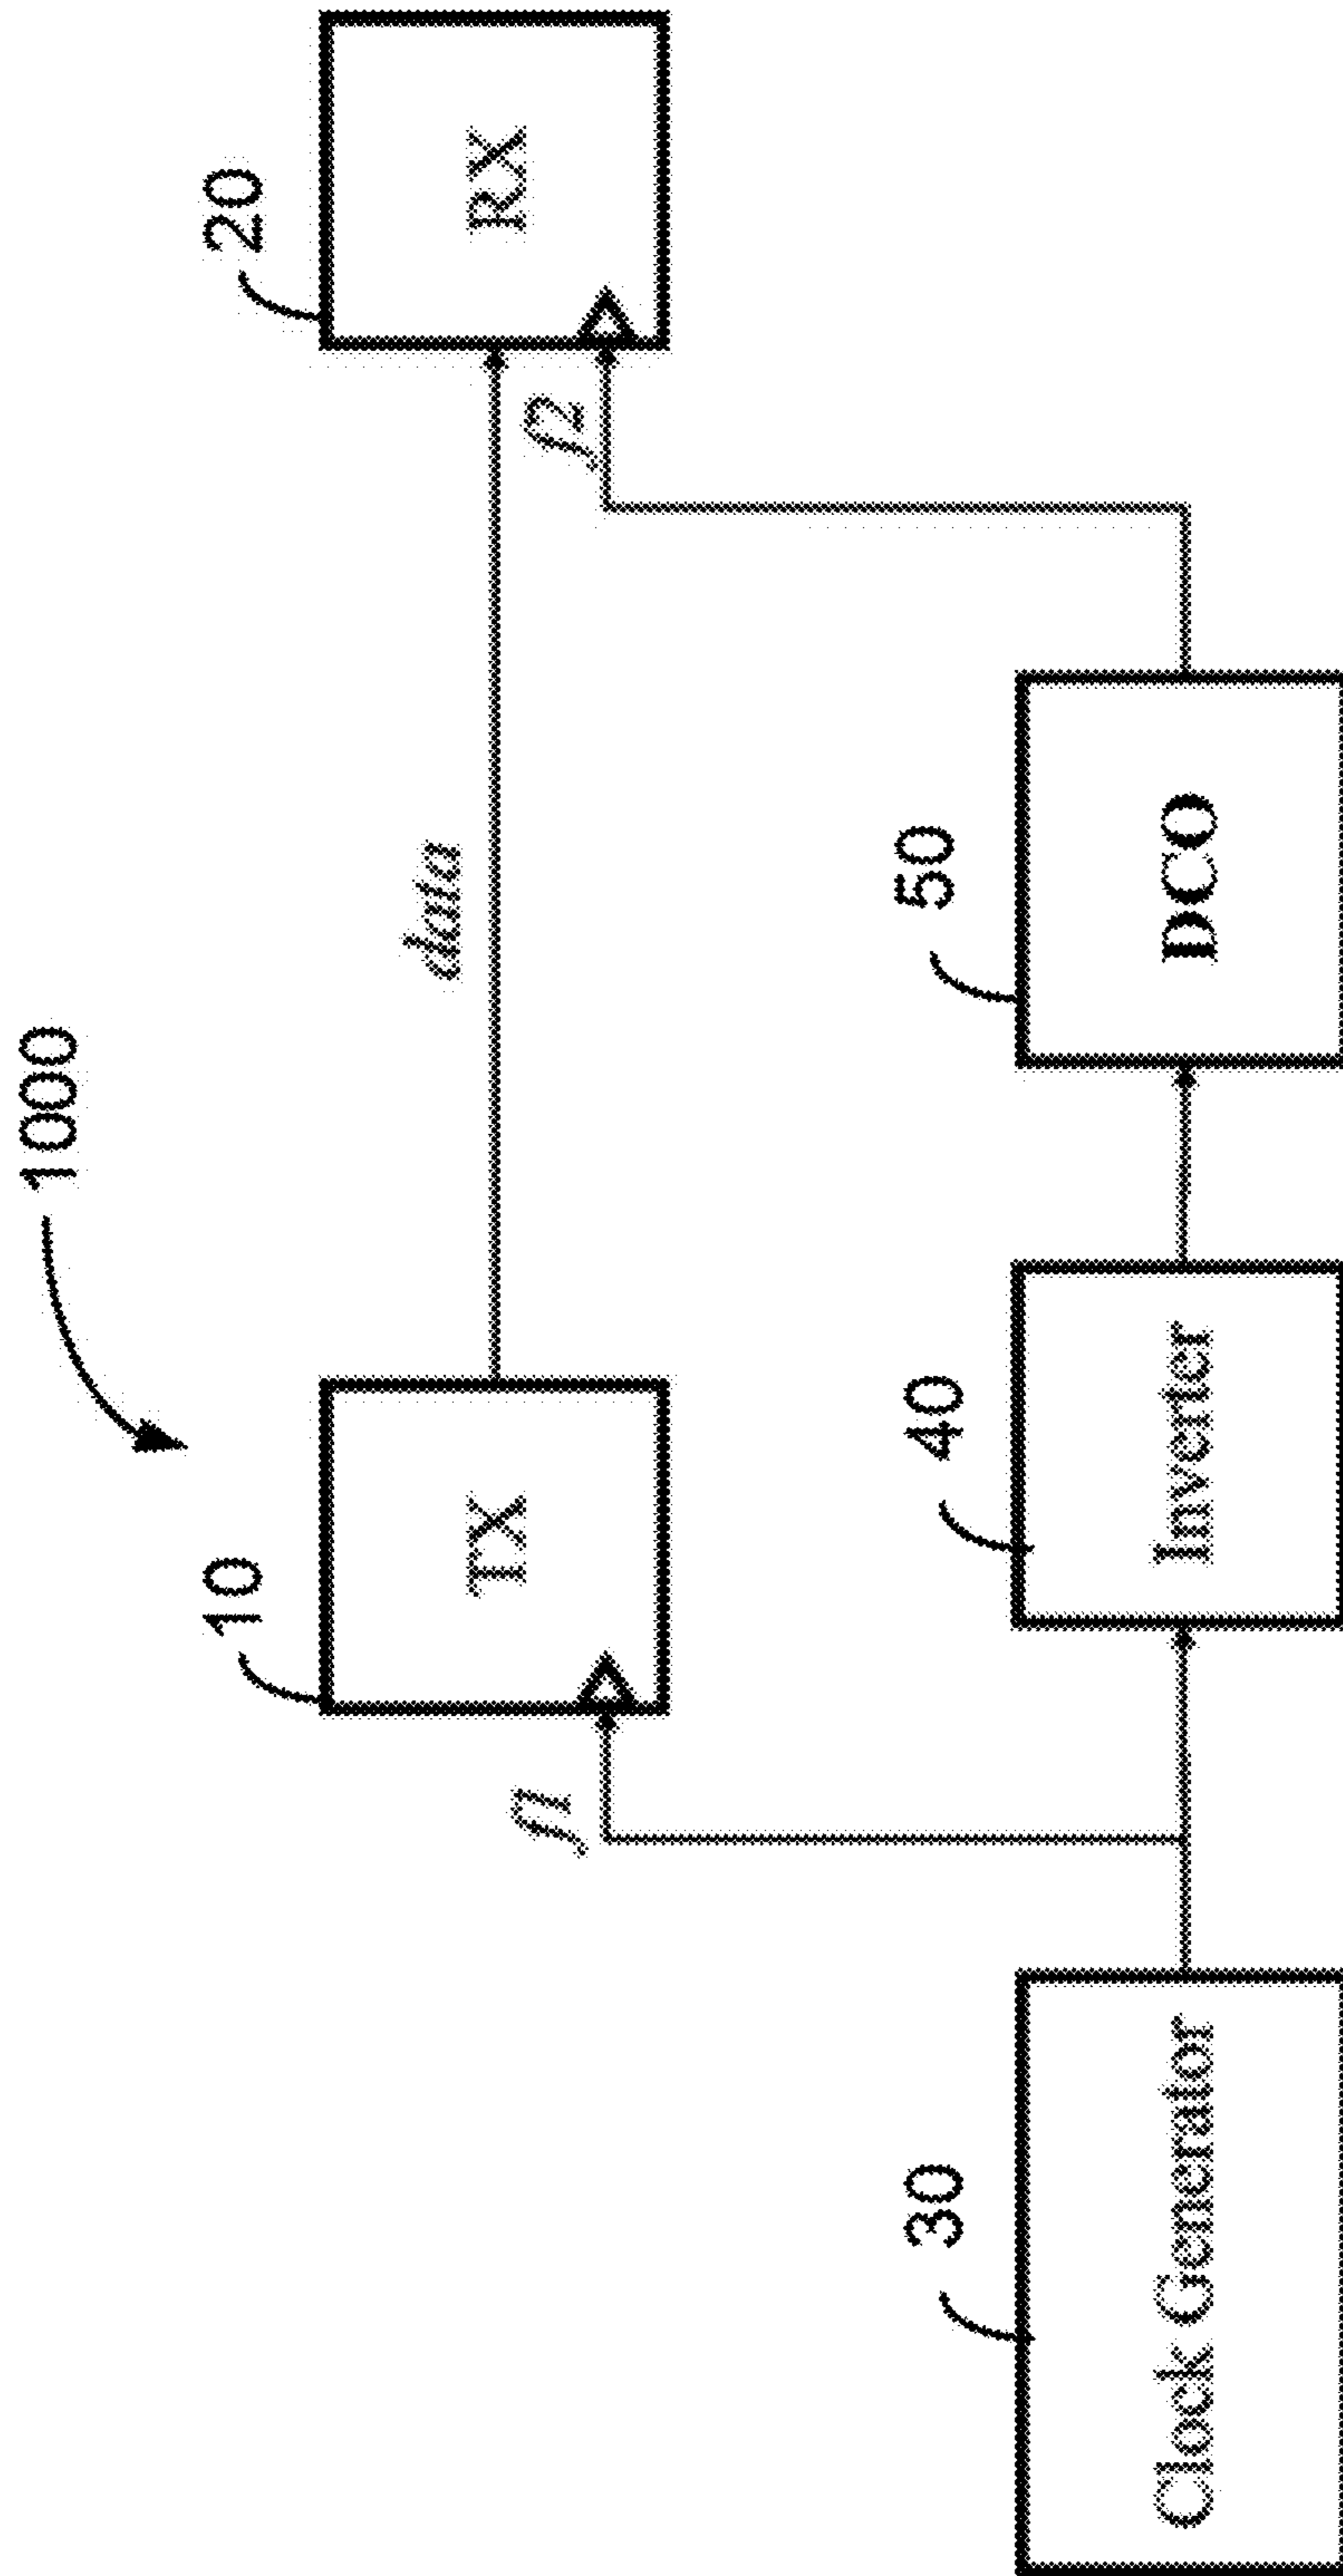 1000
10
TX
data
20
RX
f1
f2
30
Clock Generator
40
Inverter
50
DCO